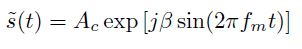 s̃(t) = A_c exp [jβ sin(2πf_m t)]